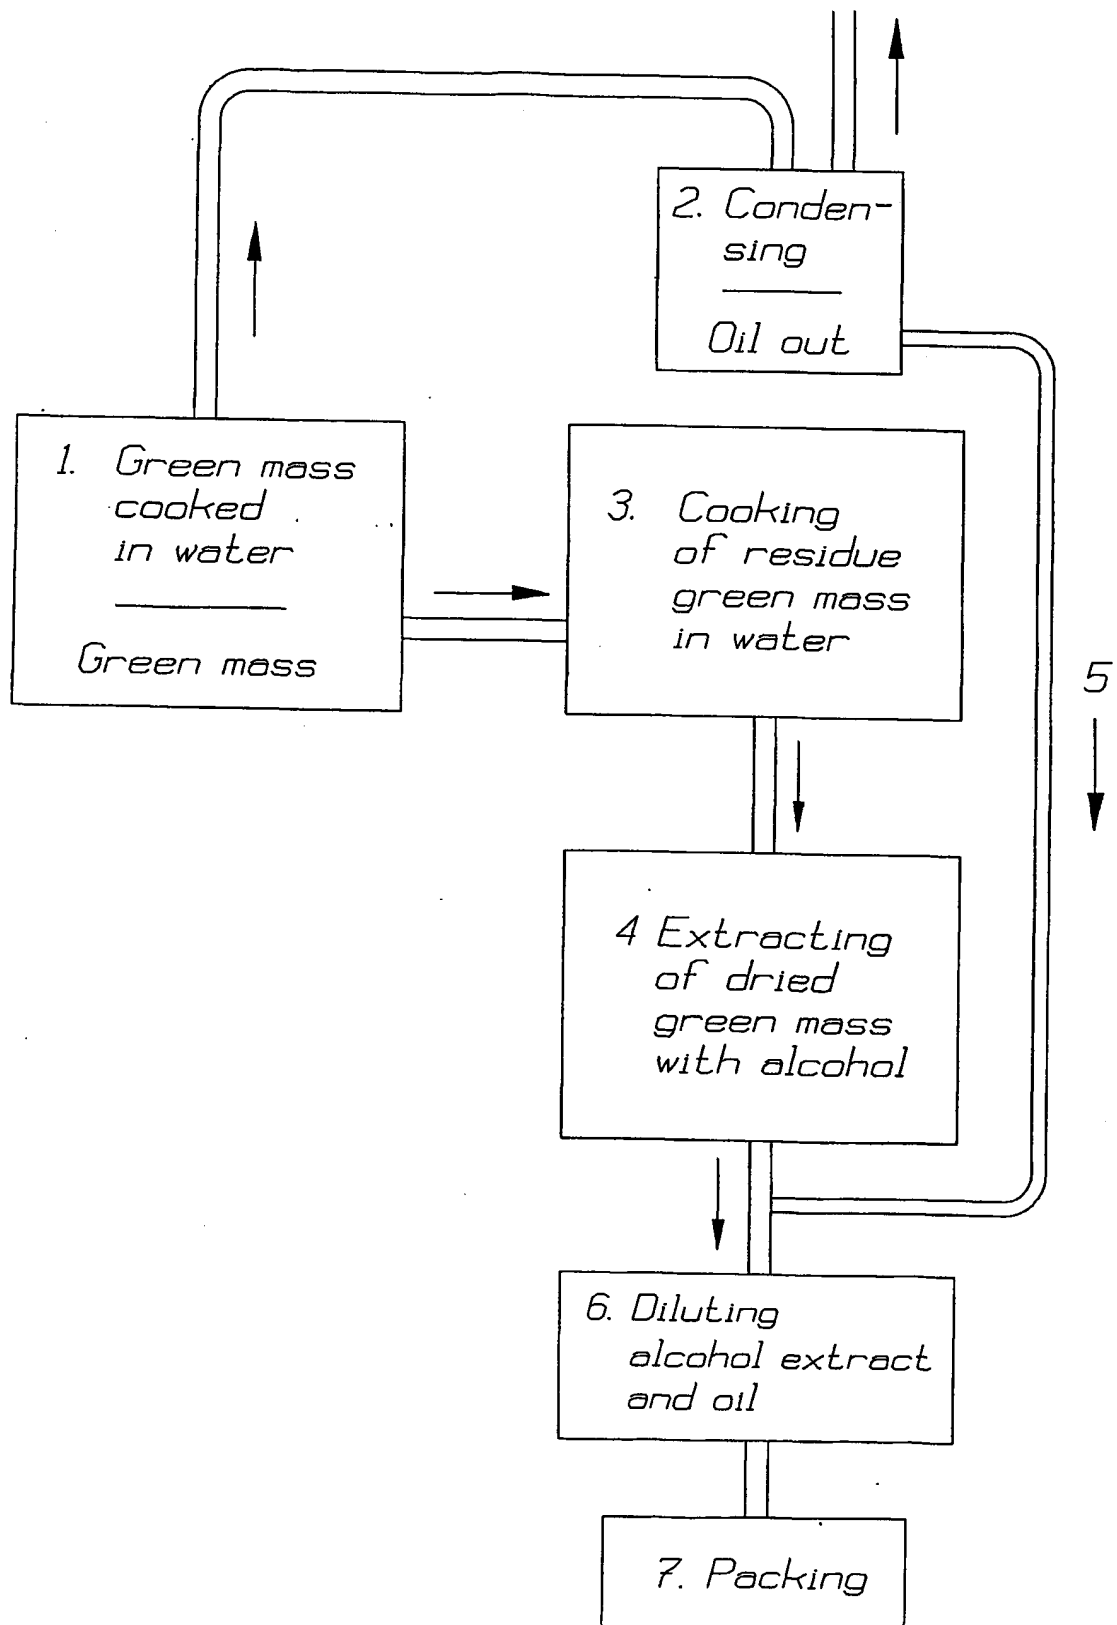 2. Conden-
sing
Oil out
1. Green mass
cooked
in water
Green mass
3. Cooking
of residue
green mass
in water
5
4 Extracting
of dried
green mass
with alcohol
6. Diluting
alcohol extract
and oil
7. Packing